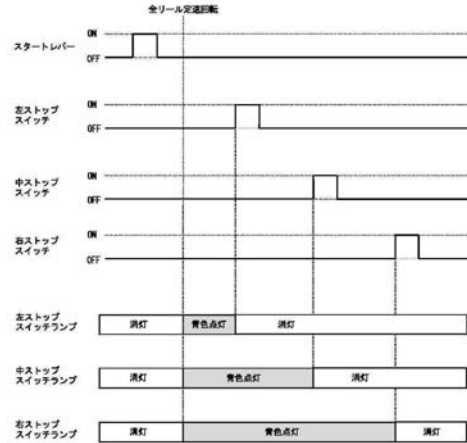 全リール定速回転
スタートレバー
ON
OFF
左ストップ
スイッチ
ON
OFF
中ストップ
スイッチ
ON
OFF
右ストップ
スイッチ
ON
OFF
左ストップ
スイッチランプ
消灯
青色点灯
消灯
中ストップ
スイッチランプ
消灯
青色点灯
消灯
右ストップ
スイッチランプ
消灯
青色点灯
消灯